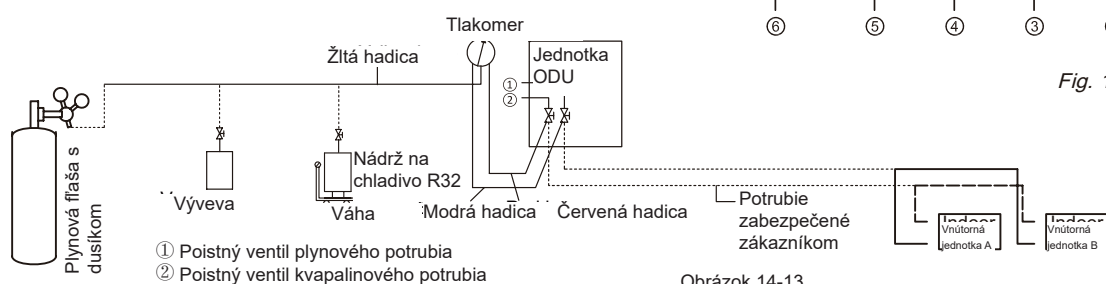 ⑥ ⑤ ④ ③
Fig. 1
Tlakomer
Žltá hadica
Jednotka
ODU
①
②
Plynová fľaša s
dusíkom
Výveva
Nádrž na
chladivo R32
Váha
Modrá hadica
Červená hadica
Potrubie
zabezpečené
zákazníkom
Indoor
Vnútorná
jednotka A
Indoor
Vnútorná
jednotka B
① Poistný ventil plynového potrubia
② Poistný ventil kvapalinového potrubia
Obrázok 14-13